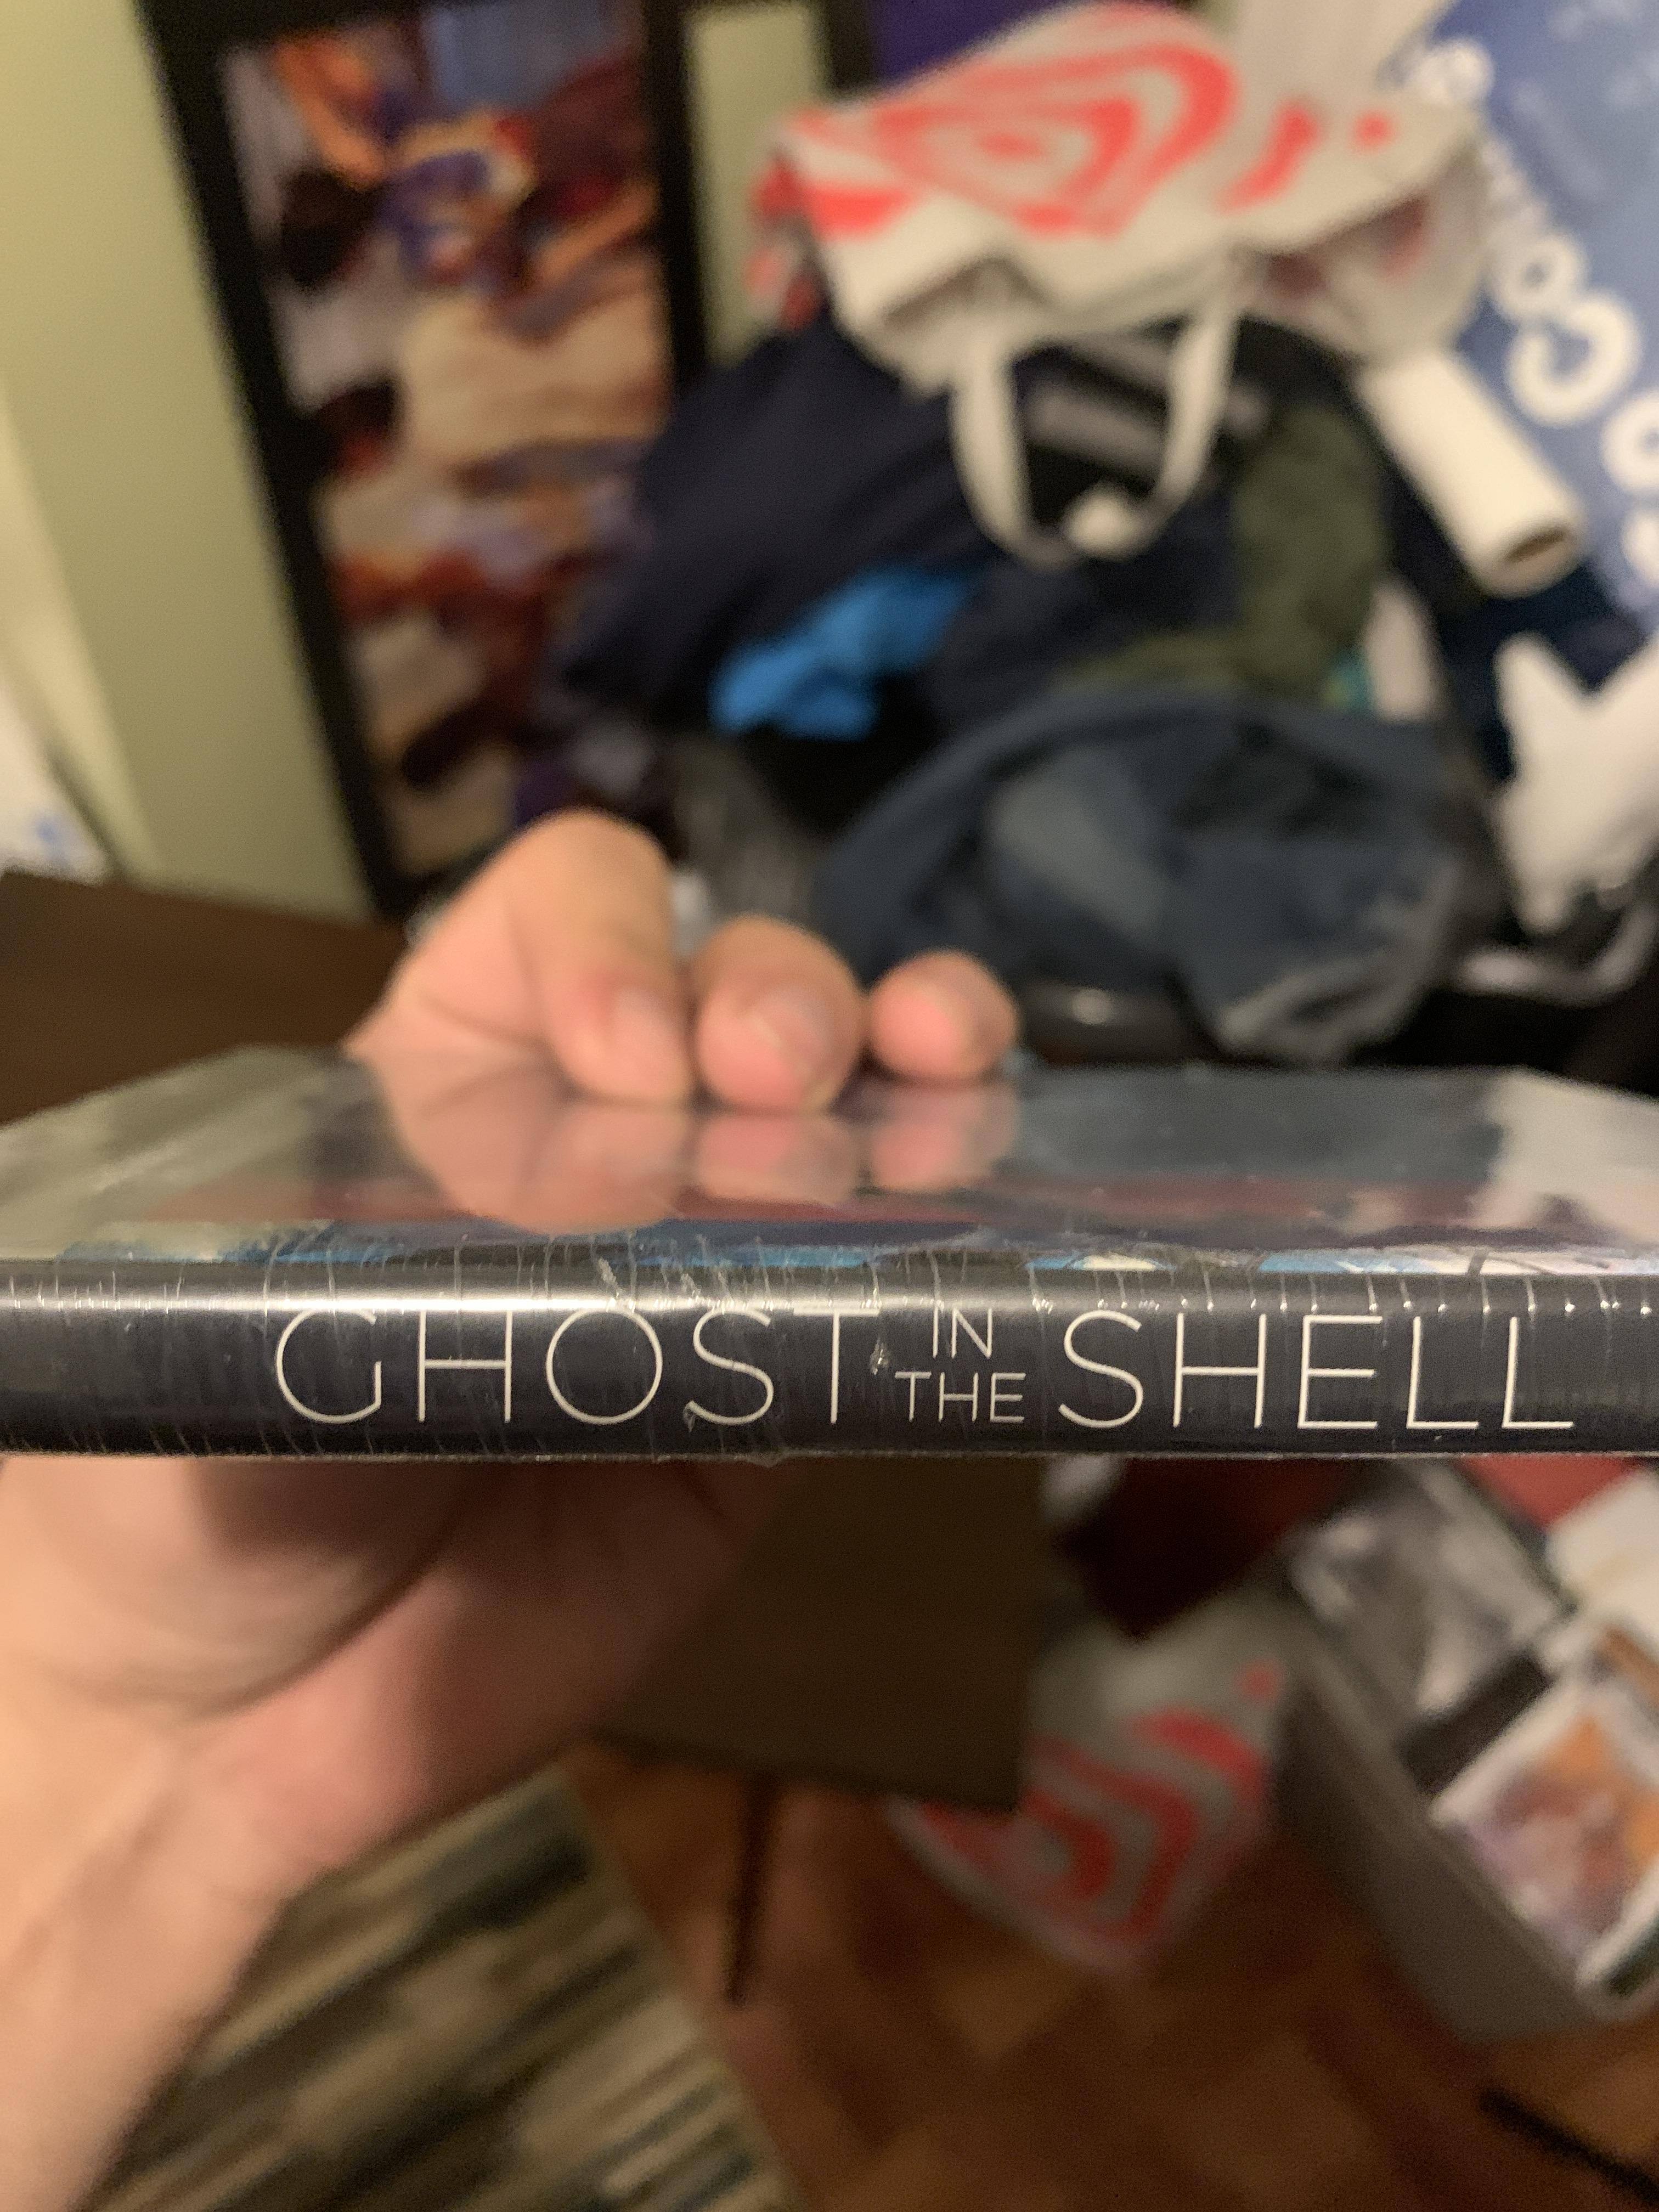 GHOST IN THE SHELL